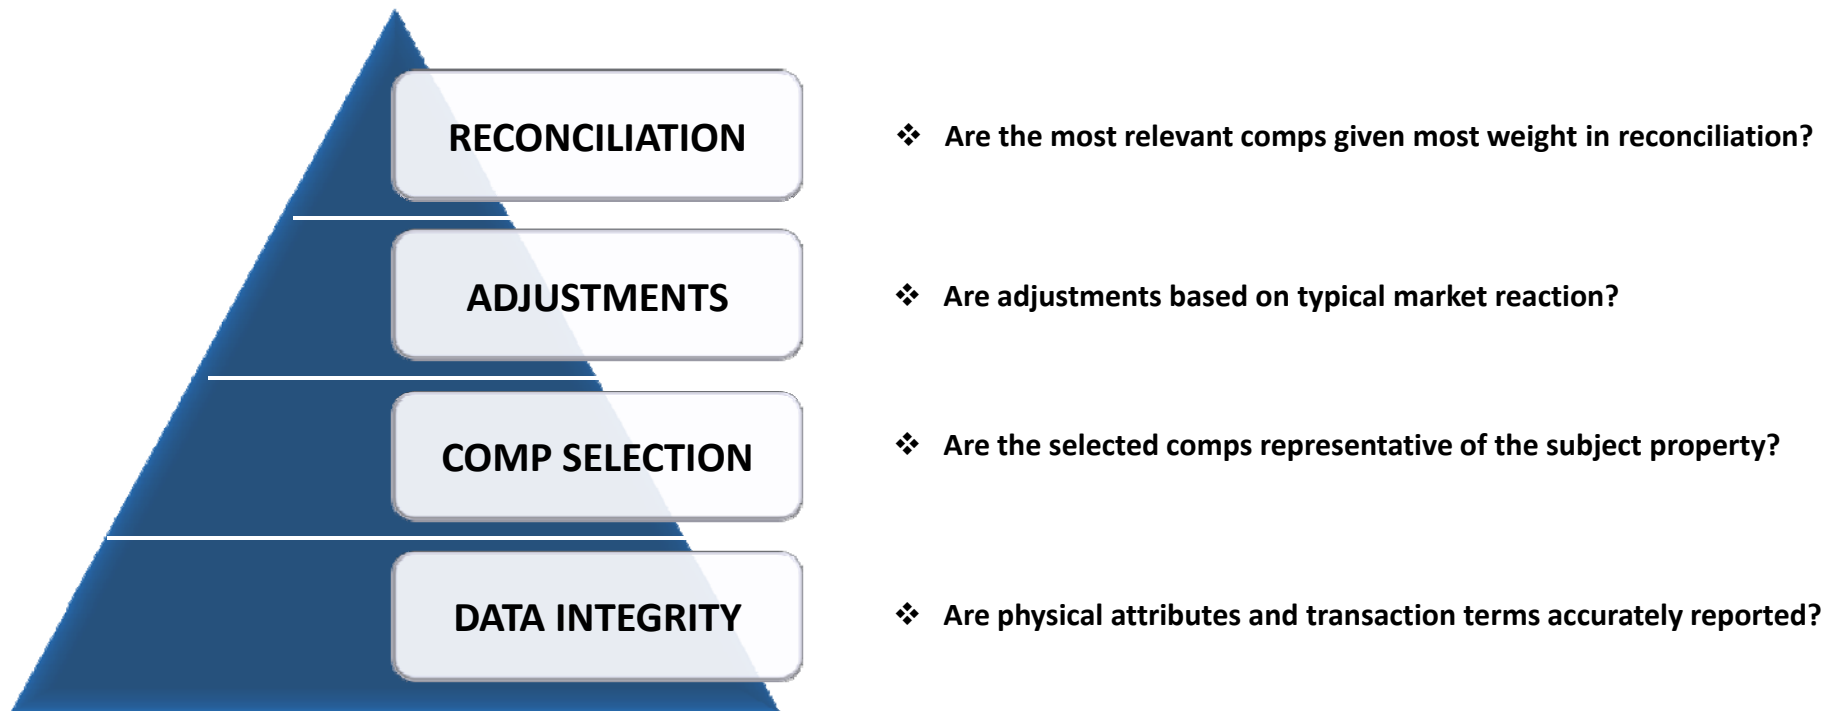 RECONCILIATION
❖ Are the most relevant comps given most weight in reconciliation?
ADJUSTMENTS
❖ Are adjustments based on typical market reaction?
COMP SELECTION
❖ Are the selected comps representative of the subject property?
DATA INTEGRITY
❖ Are physical attributes and transaction terms accurately reported?